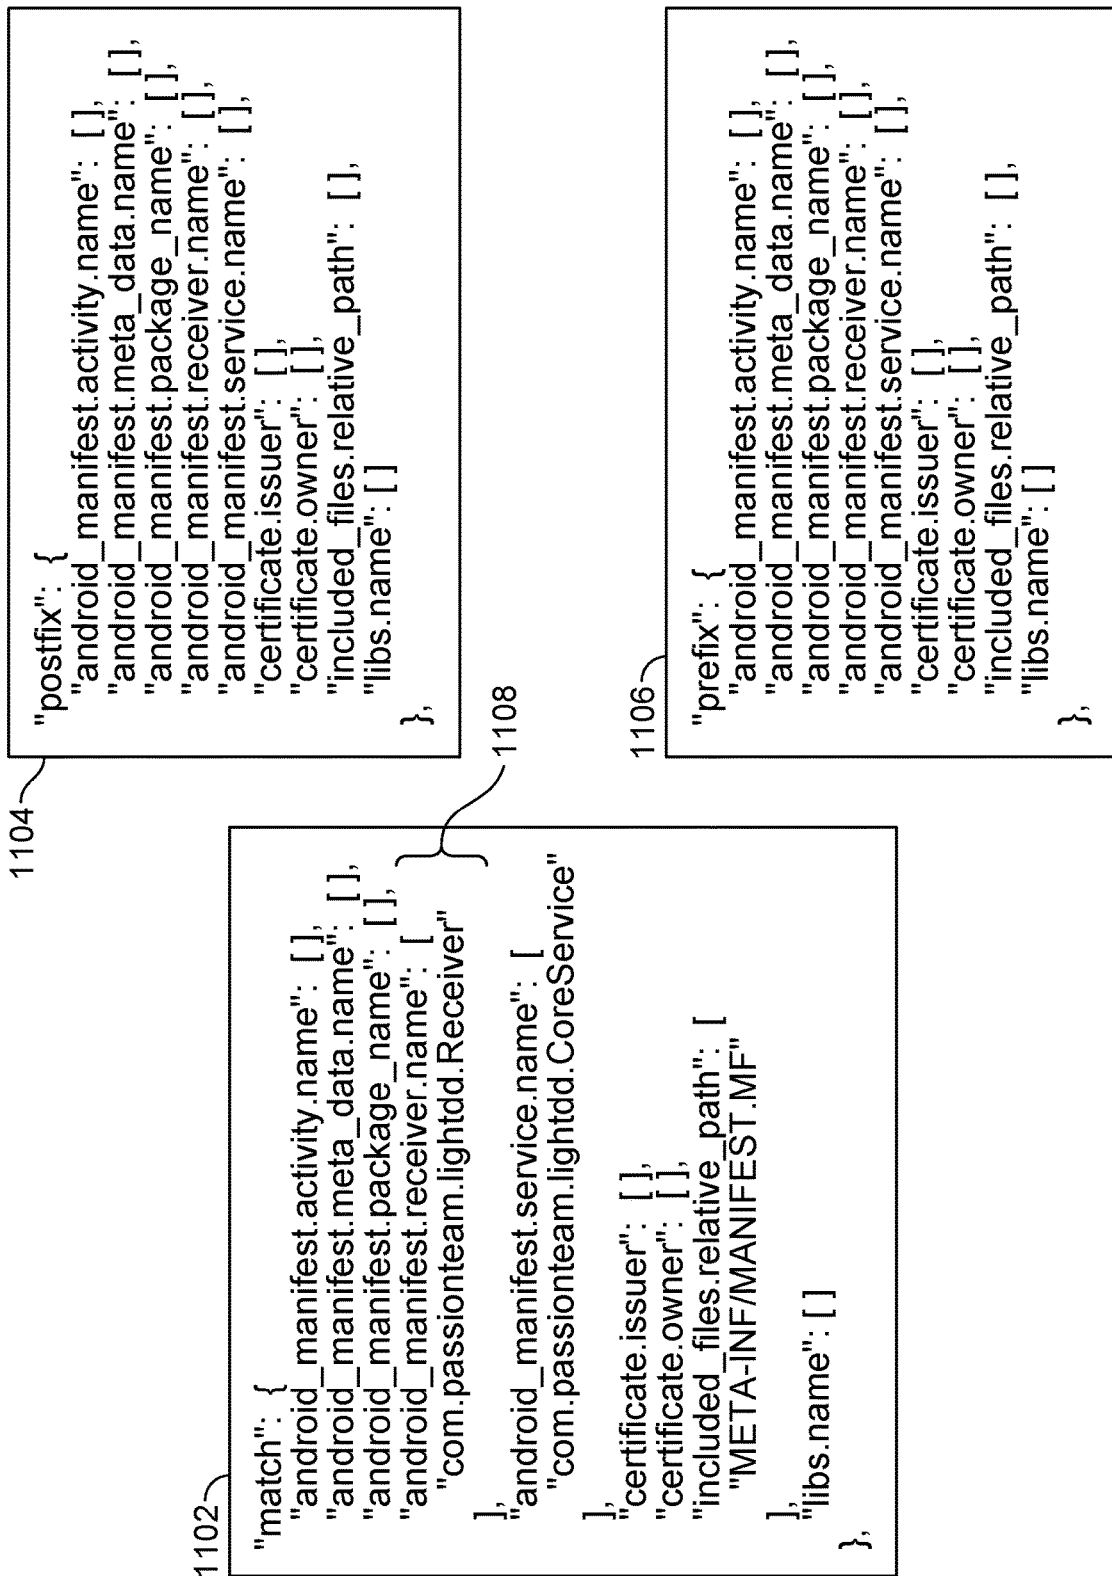 1102
"match": {
"android_manifest.activity.name": [],
"android_manifest.meta_data.name": [],
"android_manifest.package_name": [],
"android_manifest.receiver.name": [
"com.passionteam.lightdd.Receiver"
],
"android_manifest.service.name": [
"com.passionteam.lightdd.CoreService"
],
"certificate.issuer": [],
"certificate.owner": [],
"included_files.relative_path": [
"META-INF/MANIFEST.MF"
],
"libs.name": []
},
1108
1104
"postfix": {
"android_manifest.activity.name": [],
"android_manifest.meta_data.name": [],
"android_manifest.package_name": [],
"android_manifest.receiver.name": [],
"android_manifest.service.name": [],
"certificate.issuer": [],
"certificate.owner": [],
"included_files.relative_path": [],
"libs.name": []
},
1106
"prefix": {
"android_manifest.activity.name": [],
"android_manifest.meta_data.name": [],
"android_manifest.package_name": [],
"android_manifest.receiver.name": [],
"android_manifest.service.name": [],
"certificate.issuer": [],
"certificate.owner": [],
"included_files.relative_path": [],
"libs.name": []
},